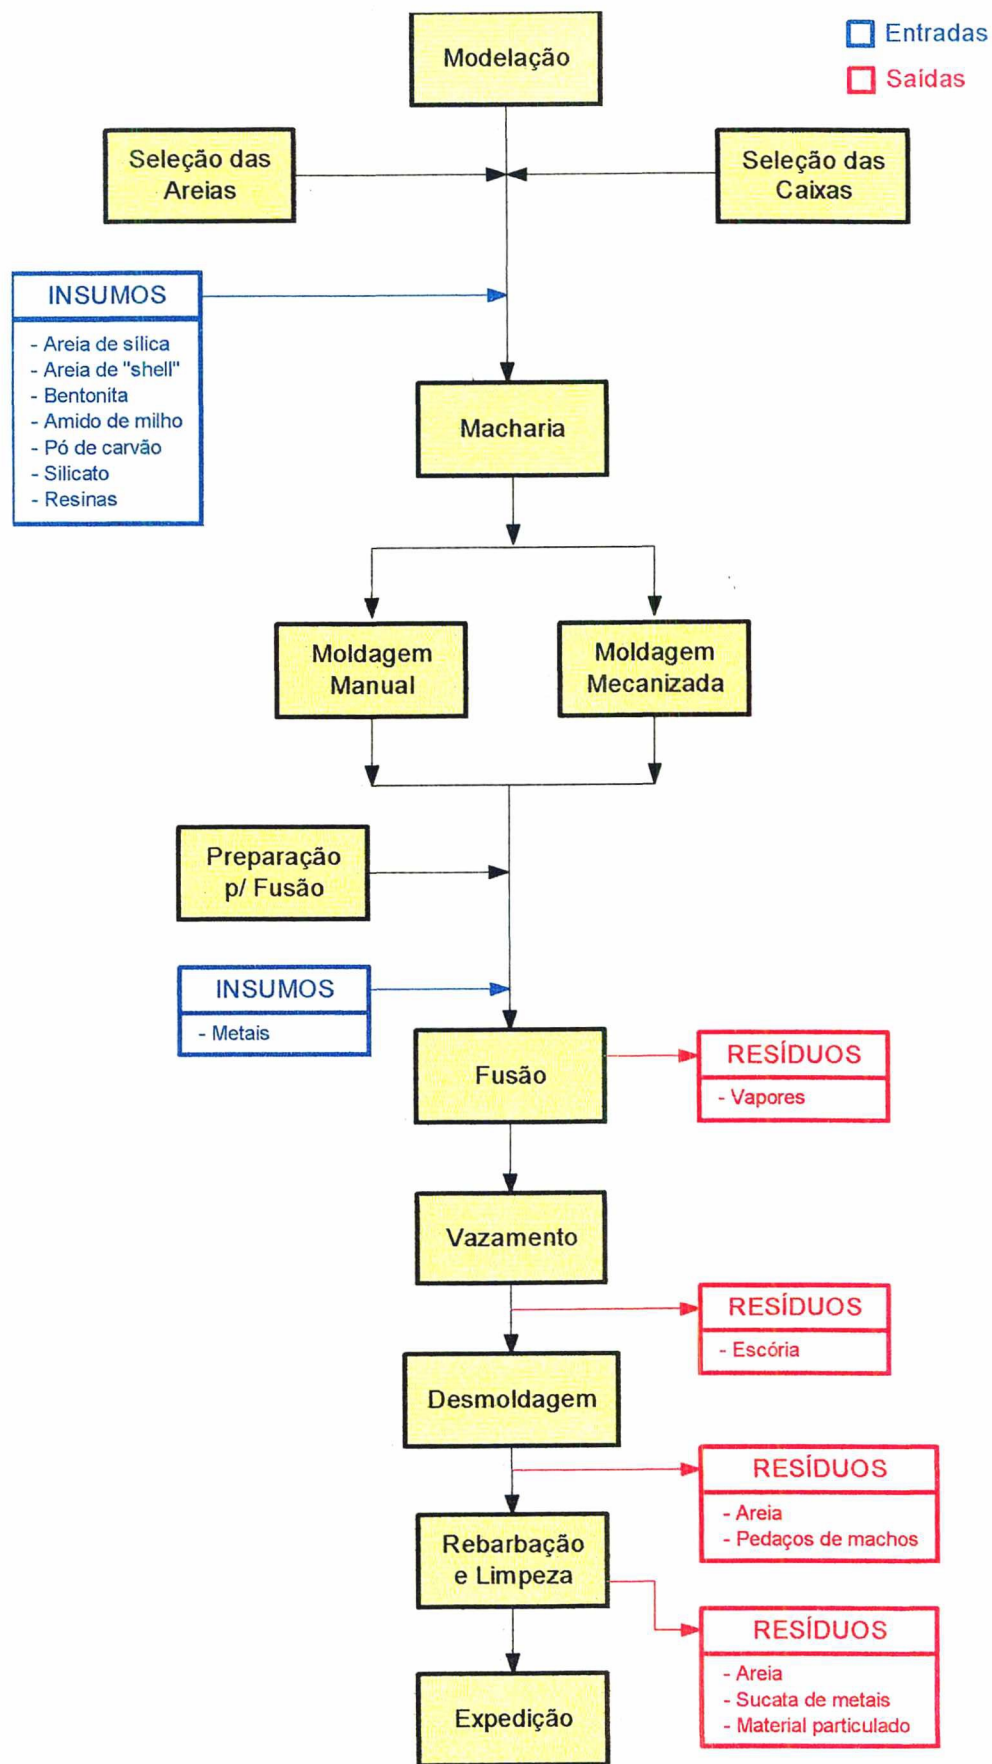 Modelação
Entradas
Saídas
Seleção das
Areias
Seleção das
Caixas
INSUMOS
- Areia de sílica
- Areia de "shell"
- Bentonita
- Amido de milho
- Pó de carvão
- Silicato
- Resinas
Macharia
Moldagem
Manual
Moldagem
Mecanizada
Preparação
p/ Fusão
INSUMOS
- Metais
Fusão
RESÍDUOS
- Vapores
Vazamento
RESÍDUOS
- Escória
Desmoldagem
RESÍDUOS
- Areia
- Pedaços de machos
Rebarbação
e Limpeza
RESÍDUOS
- Areia
- Sucata de metais
- Material particulado
Expedição